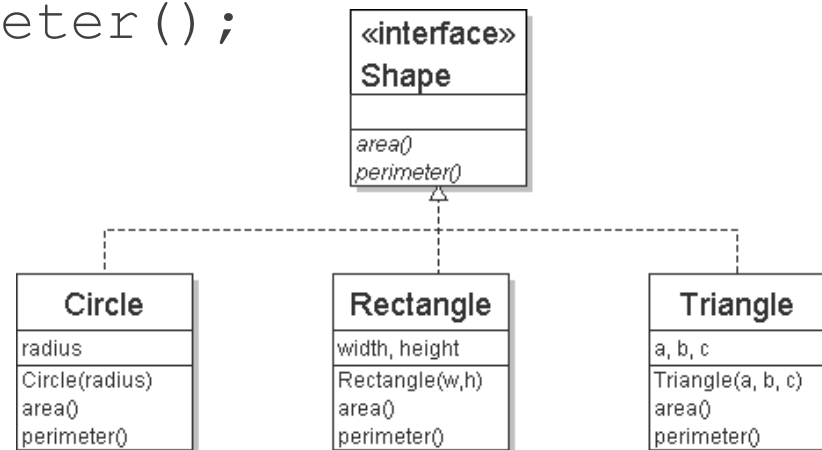 eter();
«interface»
Shape
area()
perimeter()
Circle
radius
Circle(radius)
area()
perimeter()
Rectangle
width, height
Rectangle(w,h)
area()
perimeter()
Triangle
a, b, c
Triangle(a, b, c)
area()
perimeter()